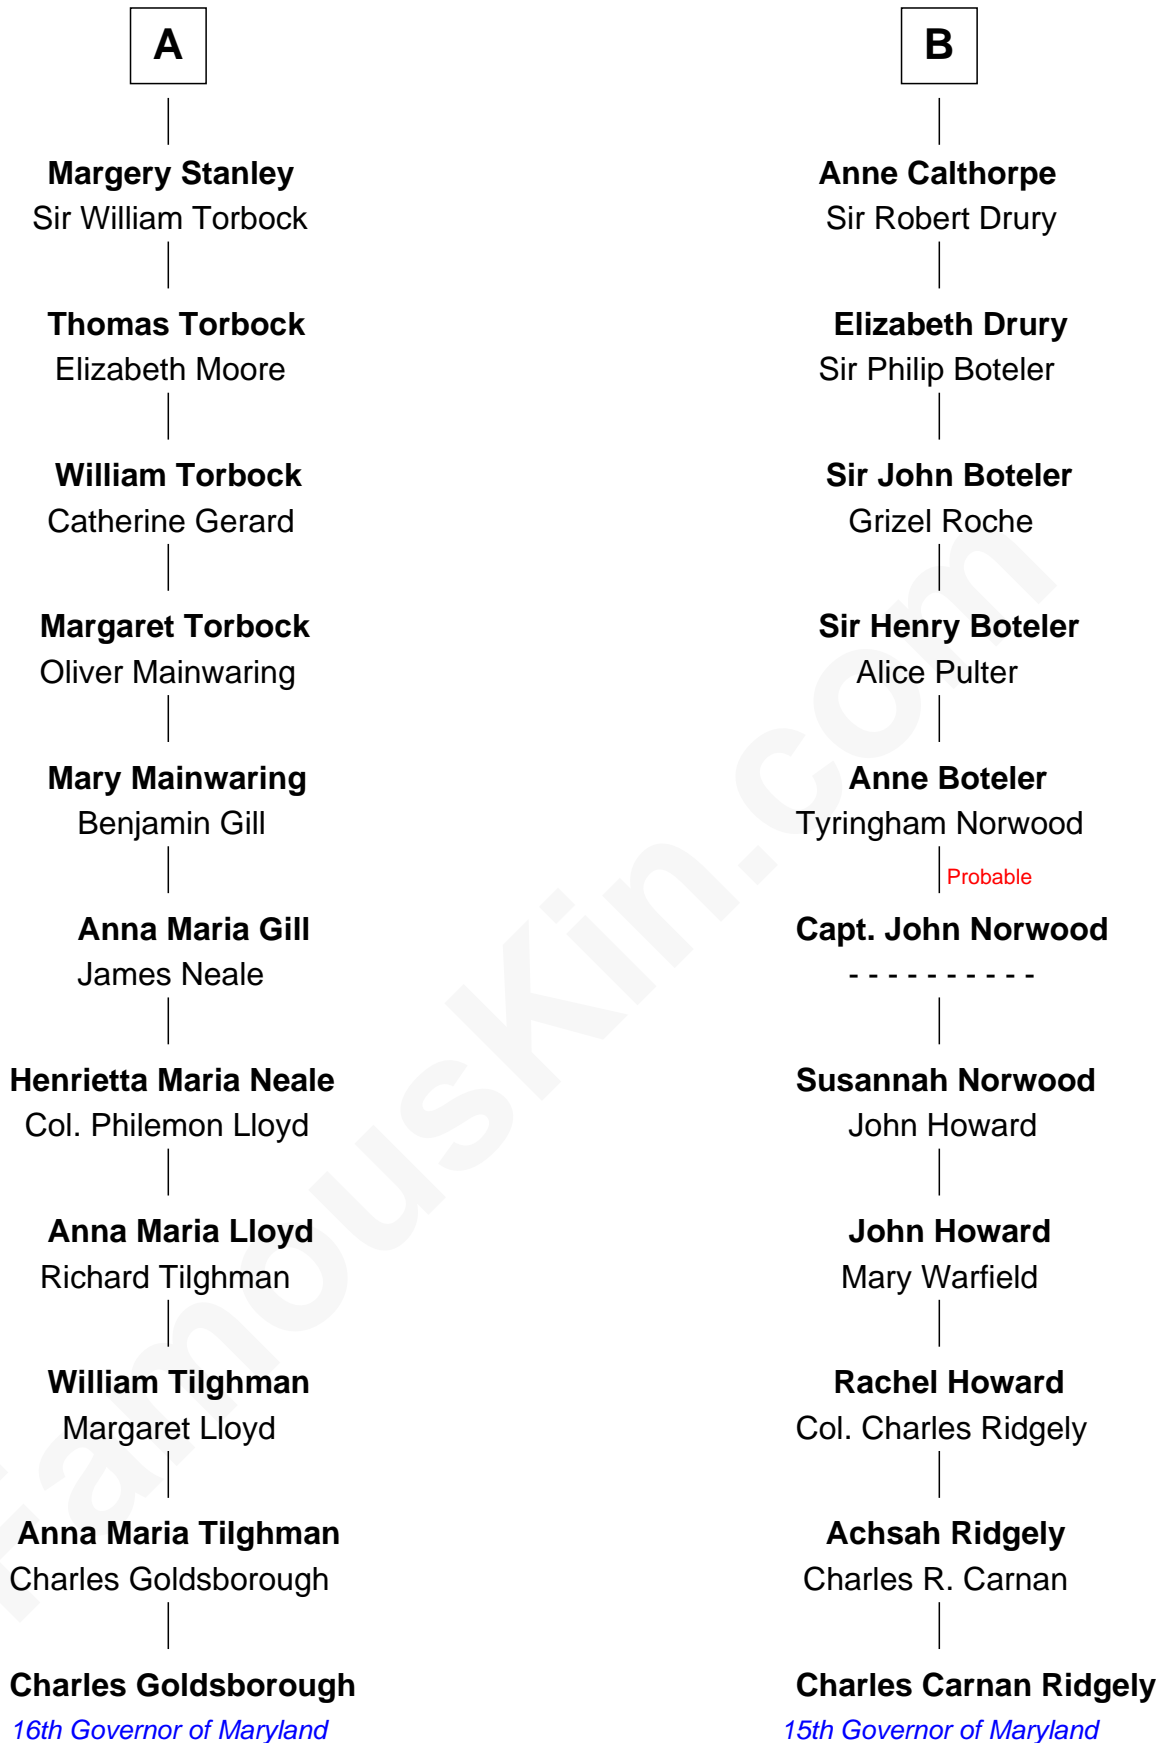 A
Margery Stanley
Sir William Torbock
Thomas Torbock
Elizabeth Moore
William Torbock
Catherine Gerard
Margaret Torbock
Oliver Mainwaring
Mary Mainwaring
Benjamin Gill
Anna Maria Gill
James Neale
Henrietta Maria Neale
Col. Philemon Lloyd
Anna Maria Lloyd
Richard Tilghman
William Tilghman
Margaret Lloyd
Anna Maria Tilghman
Charles Goldsborough
Charles Goldsborough
16th Governor of Maryland
B
Anne Calthorpe
Sir Robert Drury
Elizabeth Drury
Sir Philip Boteler
Sir John Boteler
Grizel Roche
Sir Henry Boteler
Alice Pulter
Anne Boteler
Tyringham Norwood
Probable
Capt. John Norwood
- - - - - - - - - -
Susannah Norwood
John Howard
John Howard
Mary Warfield
Rachel Howard
Col. Charles Ridgely
Achsah Ridgely
Charles R. Carnan
Charles Carnan Ridgely
15th Governor of Maryland
FamousKin.com